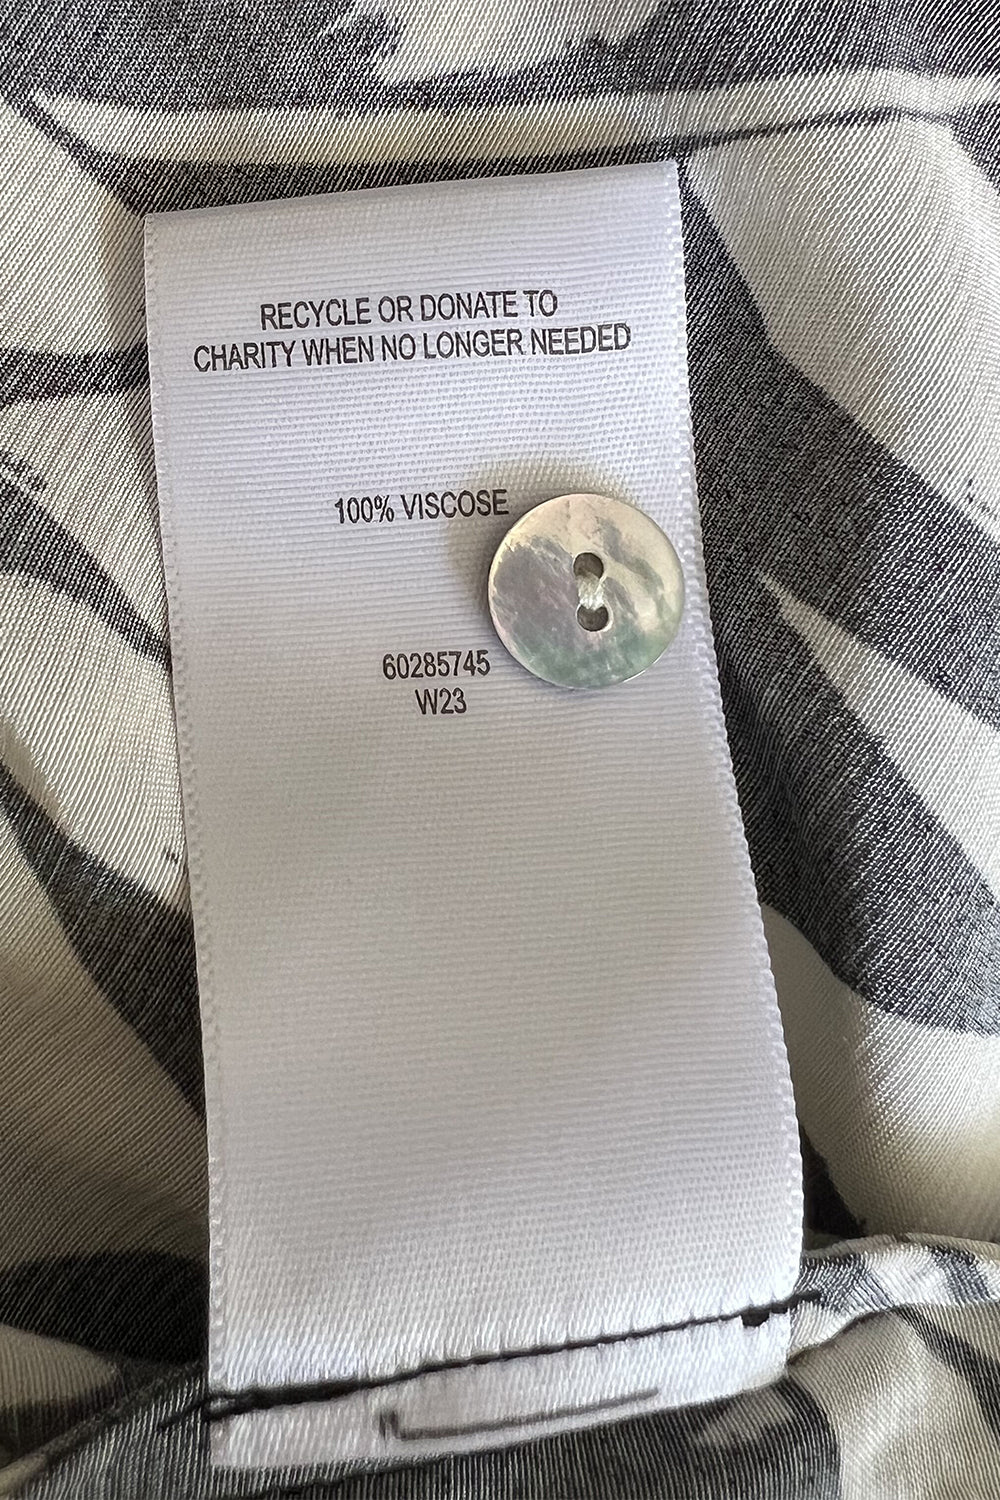 RECYCLE OR DONATE TO
CHARITY WHEN NO LONGER NEEDED
100% VISCOSE
60285745
W23